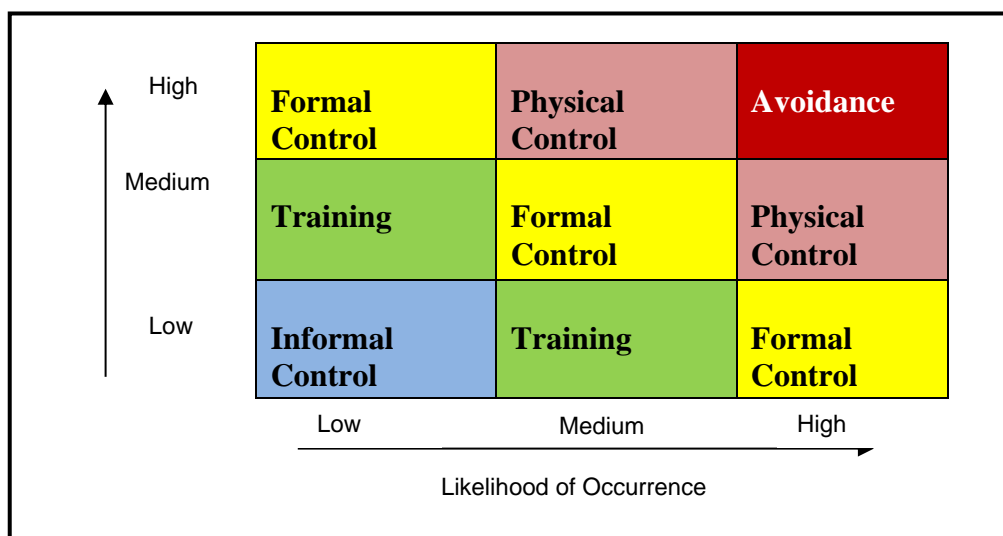 High
Formal
Control
Physical
Control
Avoidance
Medium
Training
Formal
Control
Physical
Control
Low
Informal
Control
Training
Formal
Control
Low
Medium
High
Likelihood of Occurrence